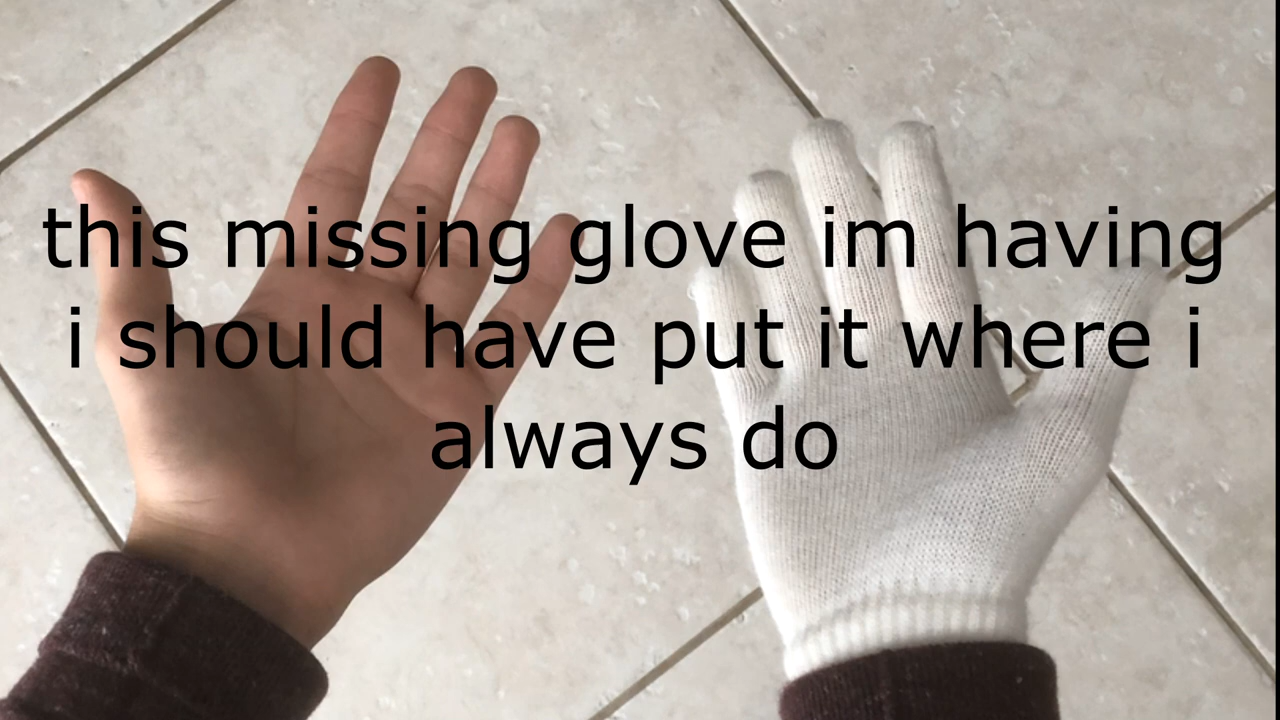 this missing glove im having
i should have put it where i
always do